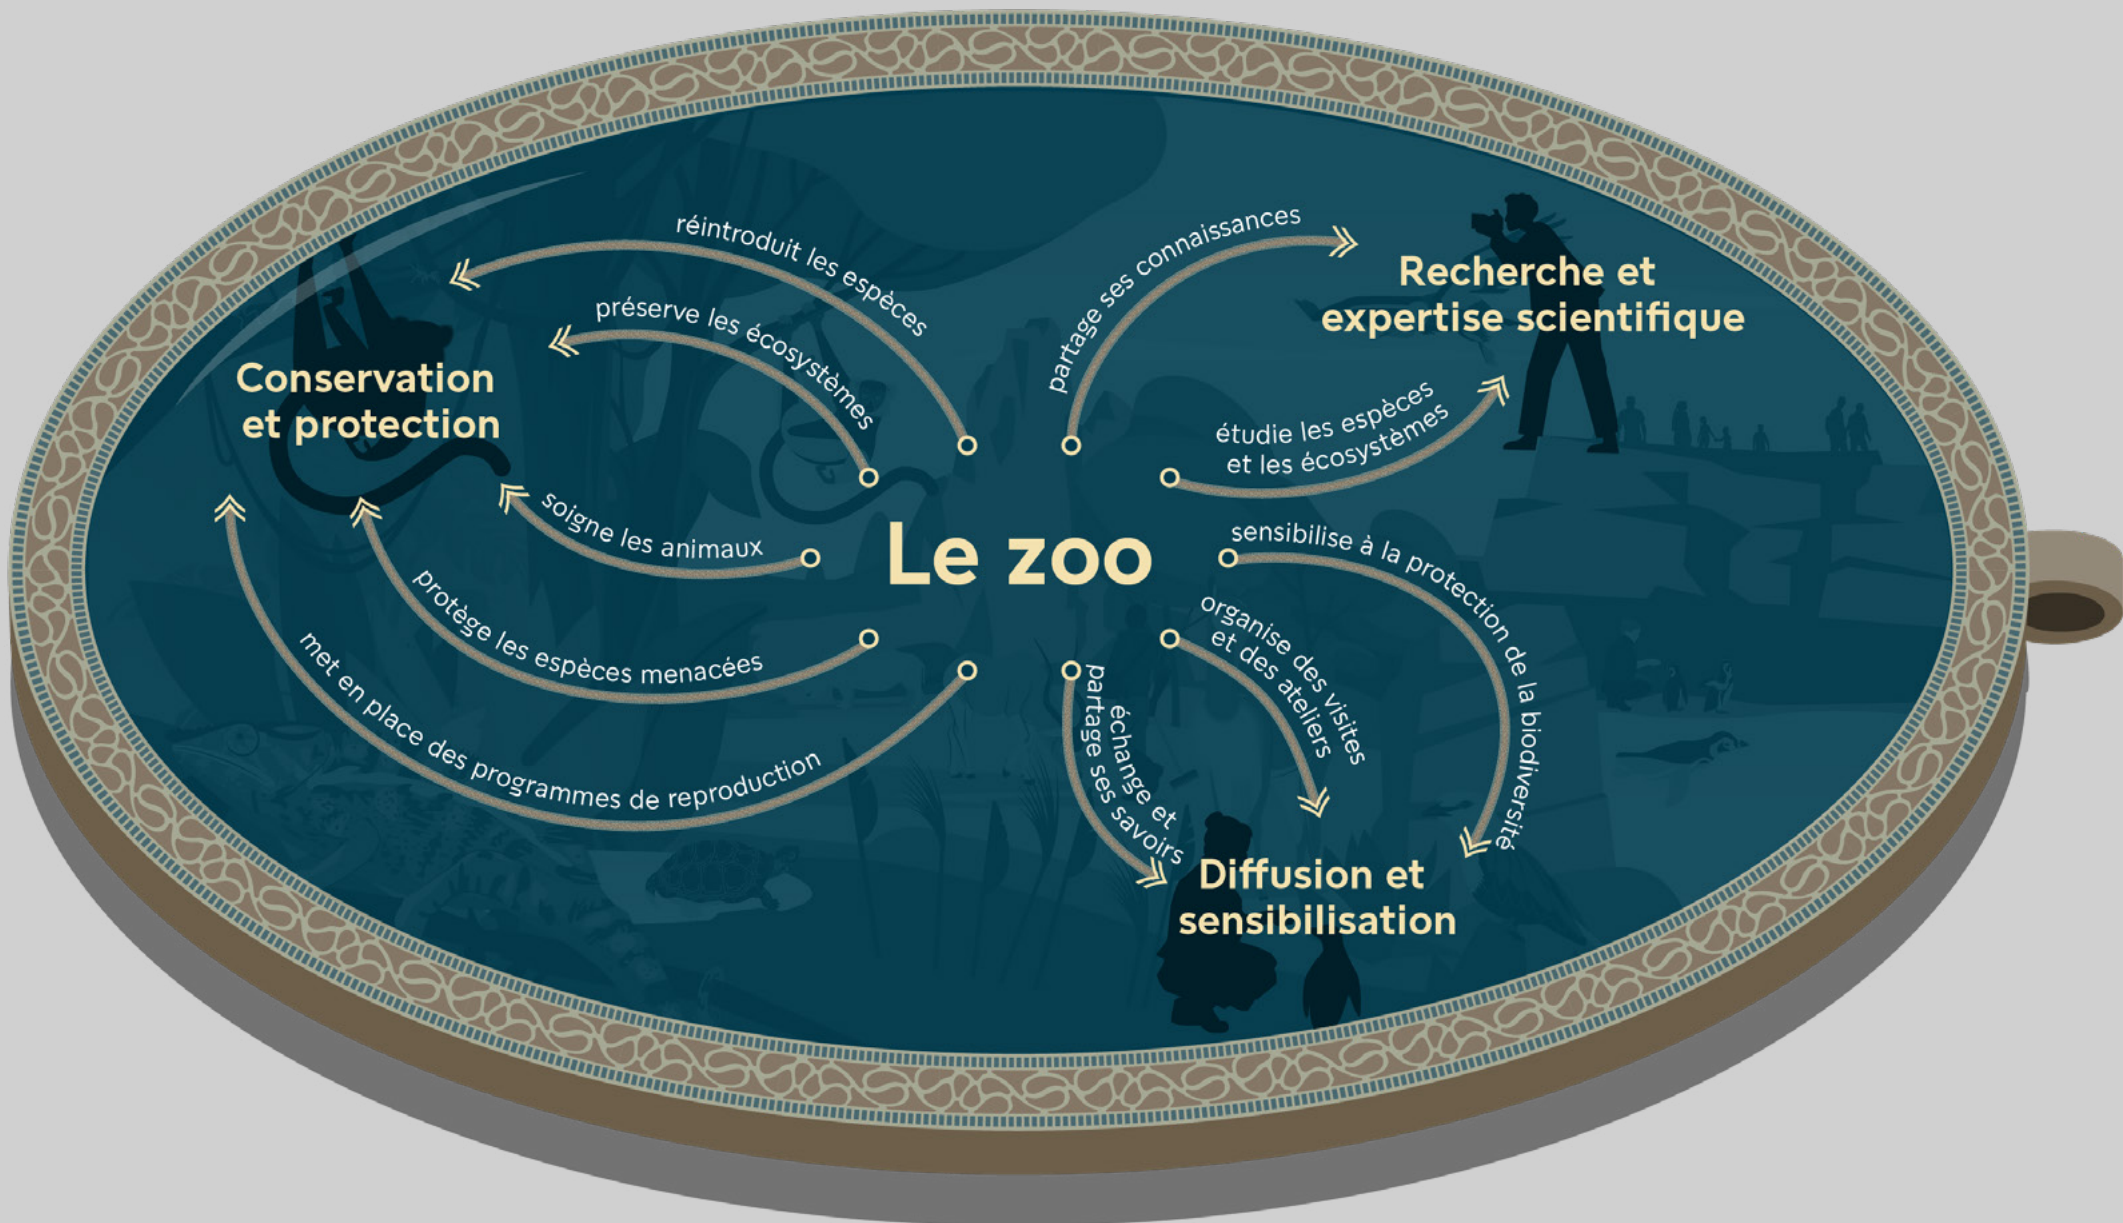 réintroduit les espèces
préserve les écosystèmes
Conservation
et protection
soigne les animaux
protège les espèces menacées
met en place des programmes de reproduction
Le zoo
partage ses connaissances
Recherche et
expertise scientifique
étudie les espèces
et les écosystèmes
sensibilise à la protection de la biodiversité
organise des visites
et des ateliers
échange et
partage ses savoirs
Diffusion et
sensibilisation